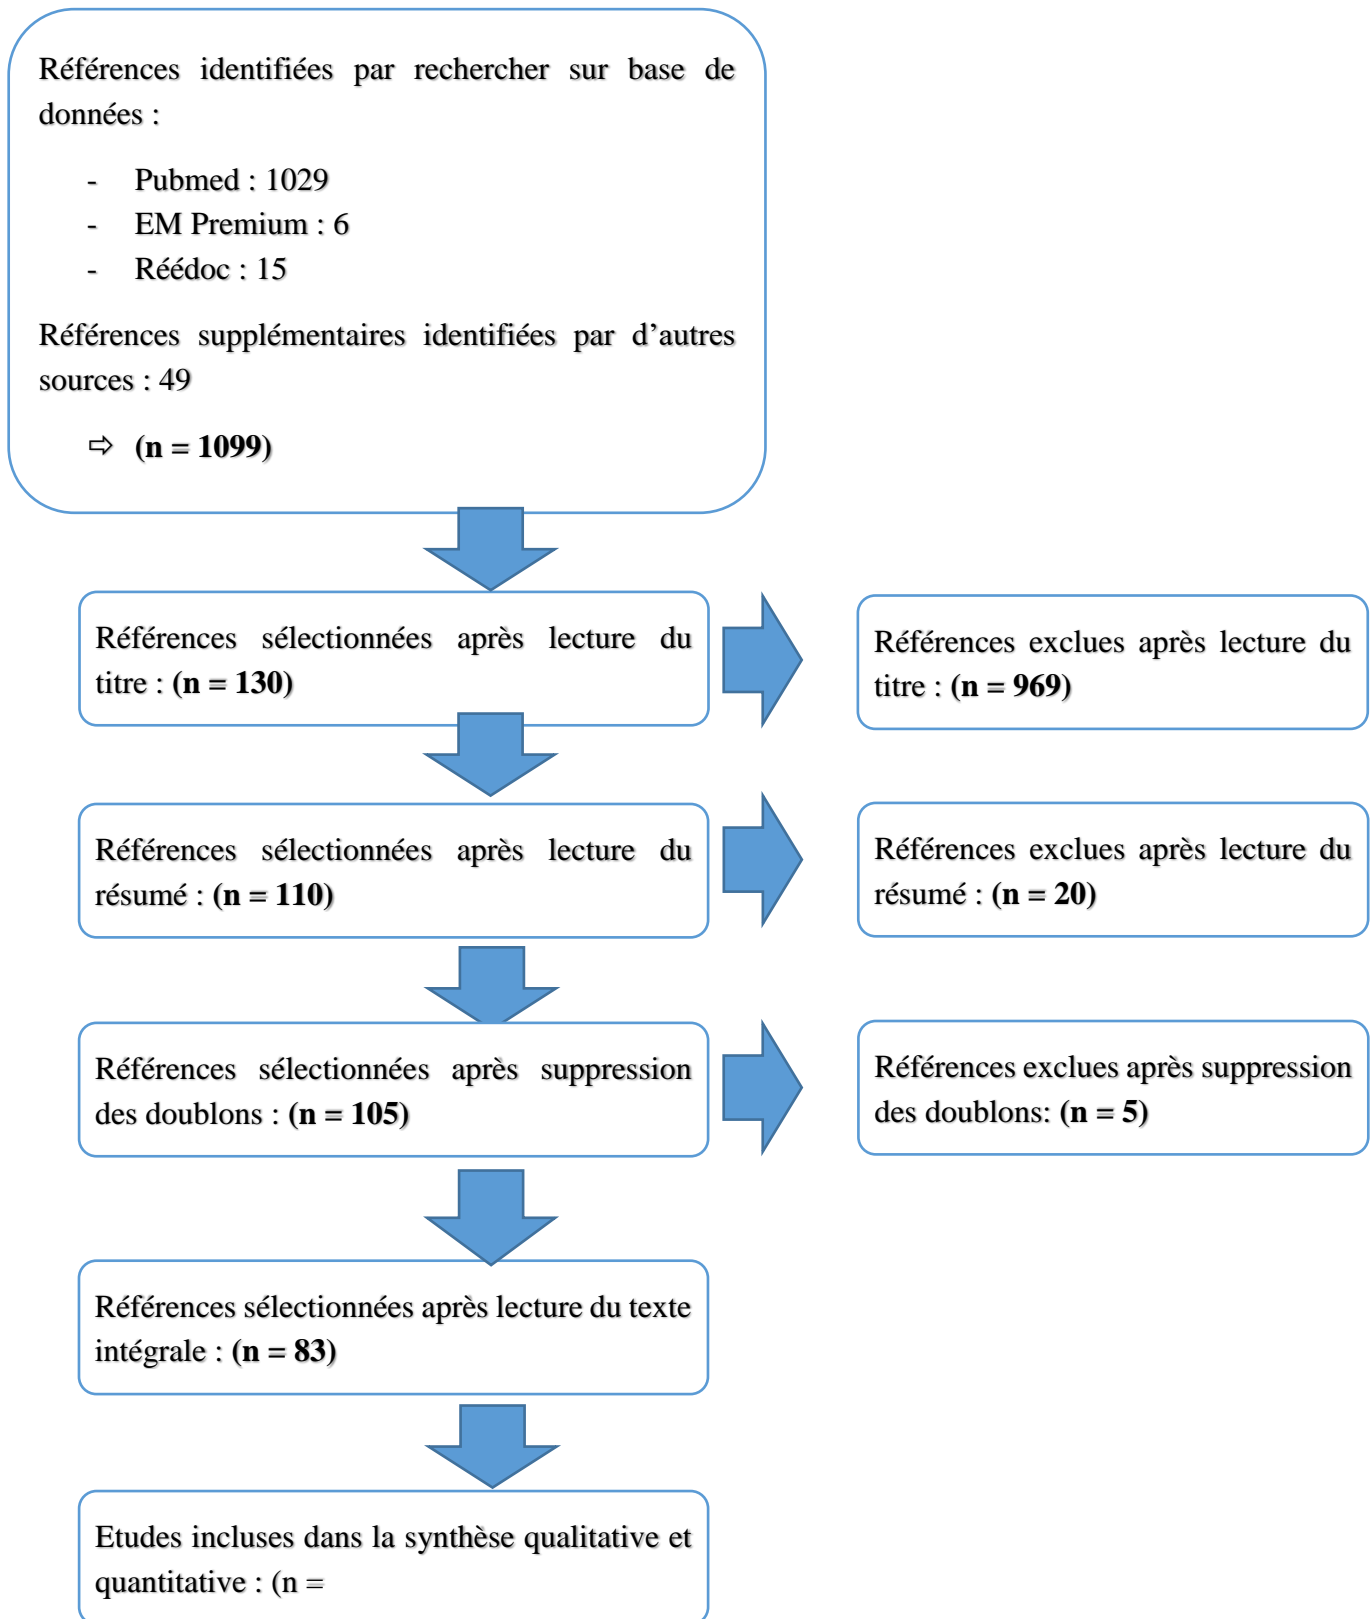 Références identifiées par rechercher sur base de
données :
- Pubmed : 1029
- EM Premium : 6
- Réédoc : 15
Références supplémentaires identifiées par d’autres
sources : 49
⇨ (n = 1099)
Références sélectionnées après lecture du
titre : (n = 130)
Références exclues après lecture du
titre : (n = 969)
Références sélectionnées après lecture du
résumé : (n = 110)
Références exclues après lecture du
résumé : (n = 20)
Références sélectionnées après suppression
des doublons : (n = 105)
Références exclues après suppression
des doublons: (n = 5)
Références sélectionnées après lecture du texte
intégrale : (n = 83)
Etudes incluses dans la synthèse qualitative et
quantitative : (n =